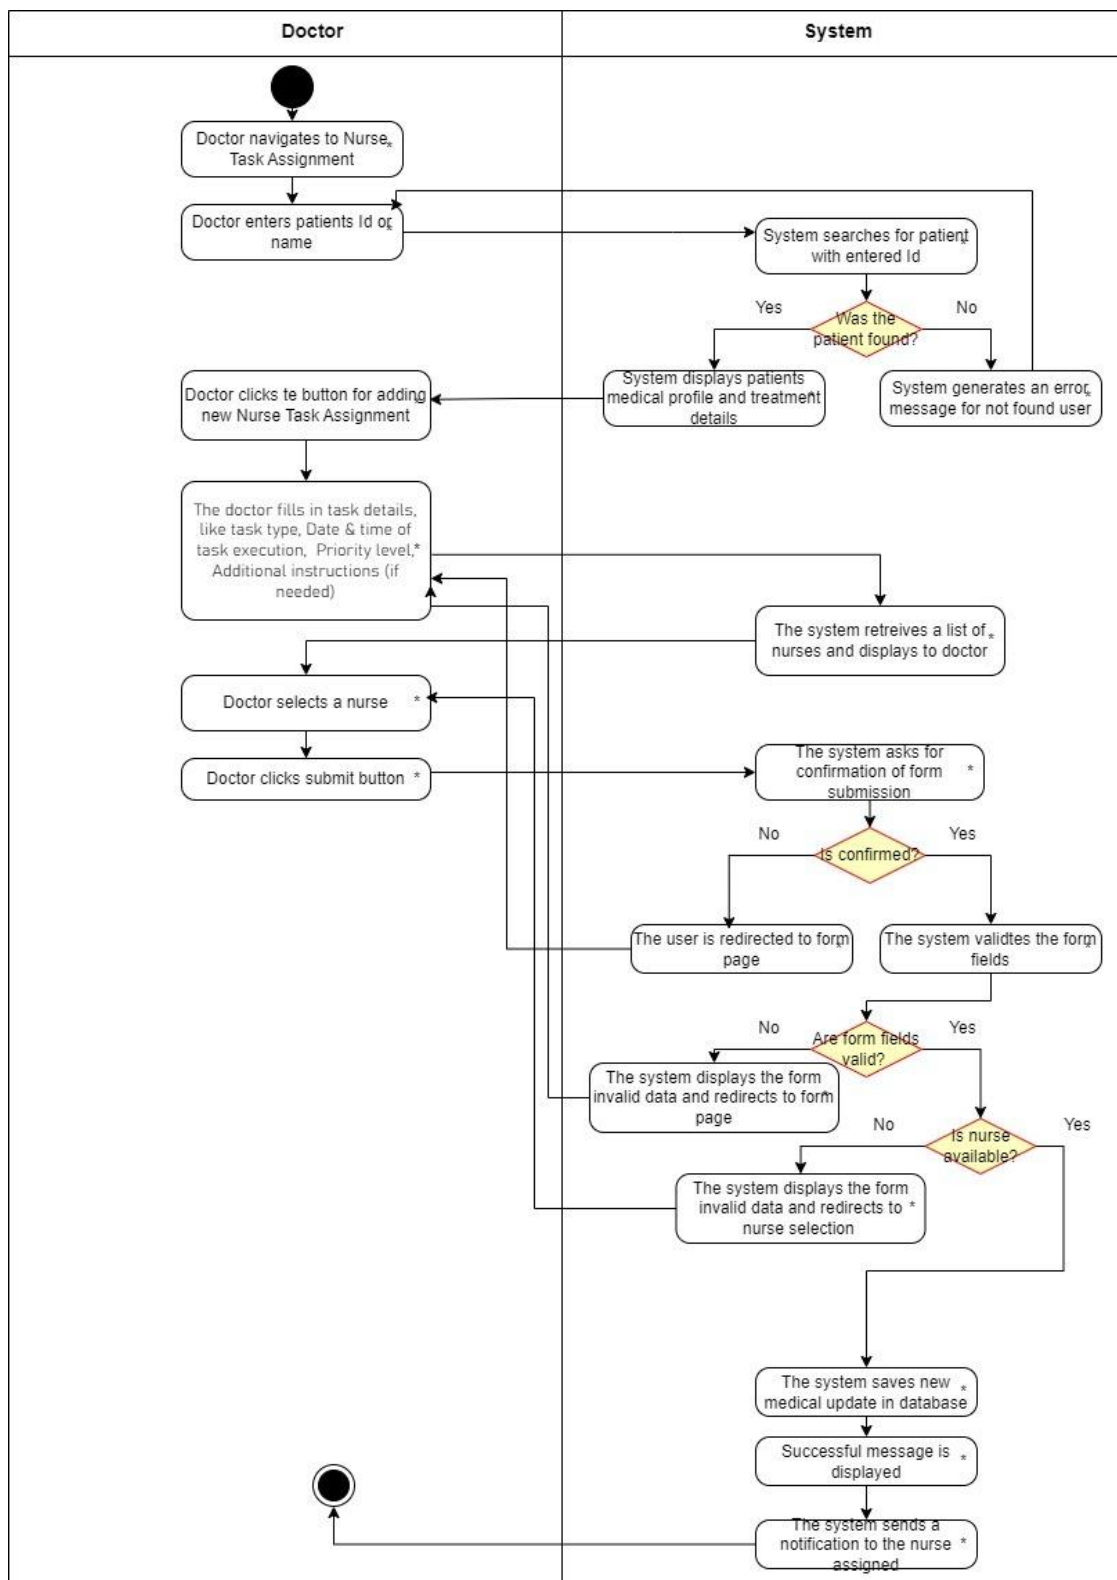 Doctor
System
Doctor navigates to Nurse *
Task Assignment
Doctor enters patients Id or *
name
System searches for patient *
with entered Id
Yes
Was the
patient found?
No
System displays patients
medical profile and treatment *
details
System generates an error *
message for not found user
Doctor clicks te button for adding *
new Nurse Task Assignment
The doctor fills in task details,
like task type, Date & time of
task execution, Priority level, *
Additional instructions (if
needed)
The system retreives a list of *
nurses and displays to doctor
Doctor selects a nurse *
Doctor clicks submit button *
The system asks for
confirmation of form *
submission
No
Is confirmed?
Yes
The user is redirected to form *
page
The system validtes the form *
fields
No
Are form fields
valid?
Yes
The system displays the form
invalid data and redirects to form *
page
No
Is nurse
available?
Yes
The system displays the form
invalid data and redirects to *
nurse selection
The system saves new *
medical update in database
Successful message is *
displayed
The system sends a
notification to the nurse *
assigned